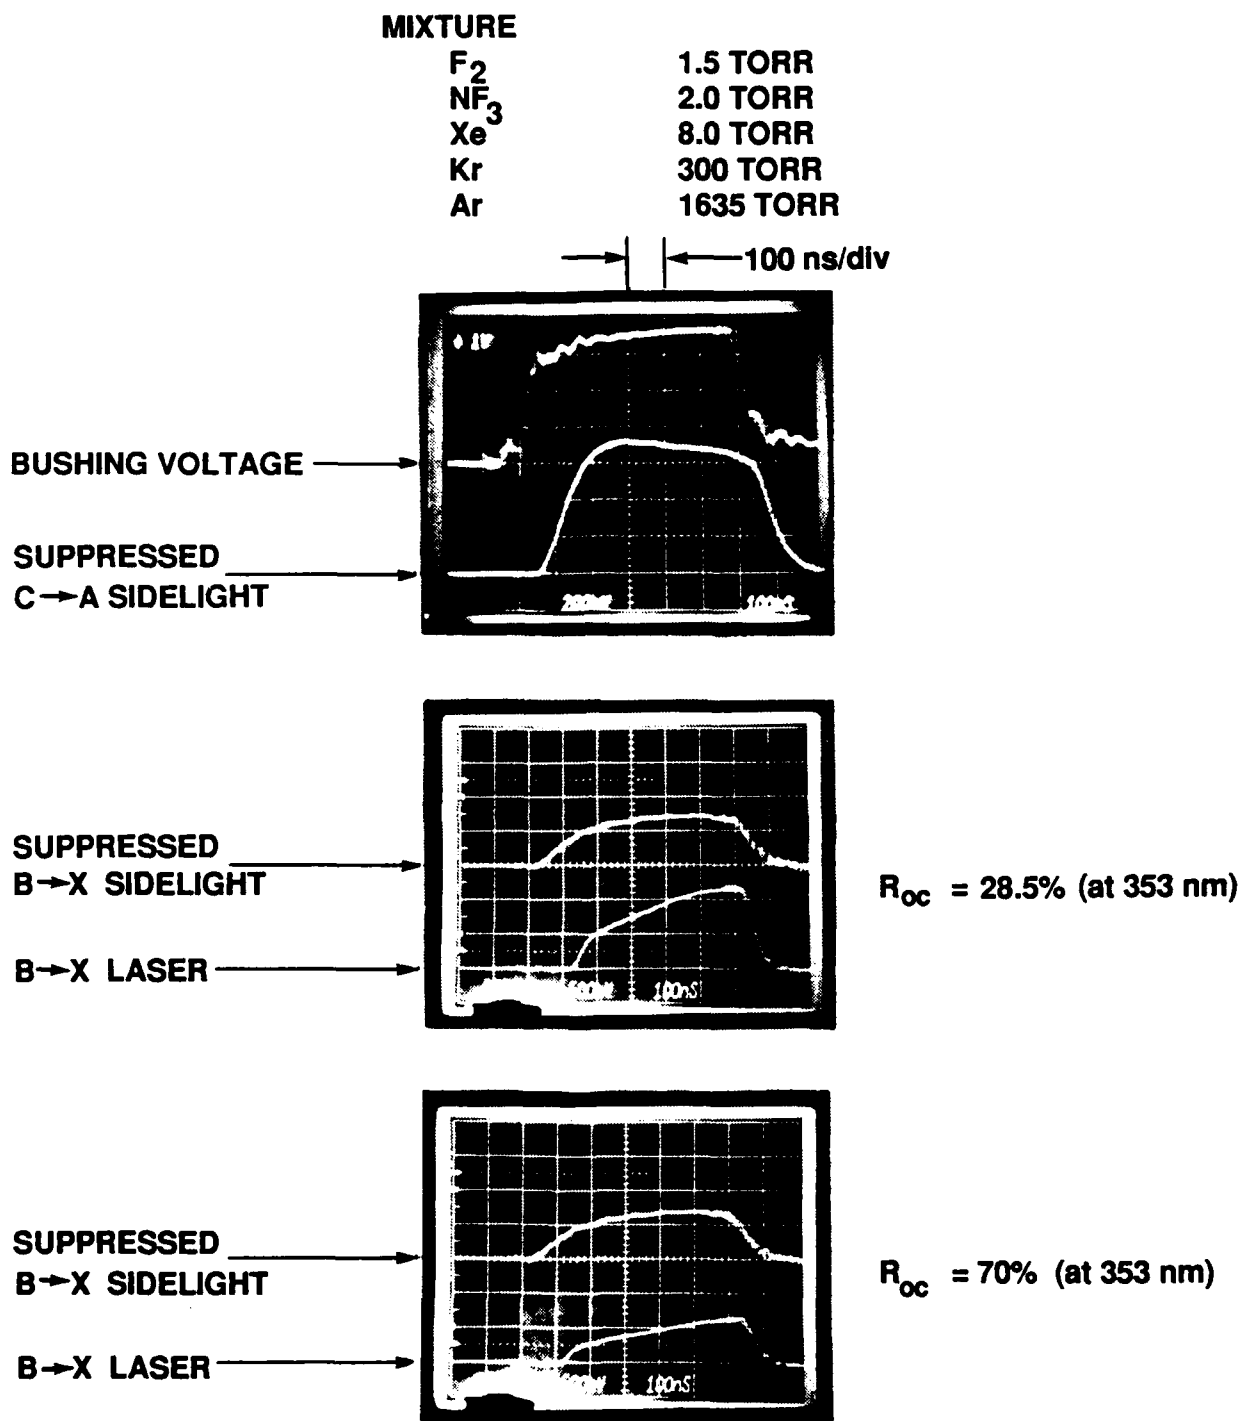 MIXTURE
F2 1.5 TORR
NF3 2.0 TORR
Xe 8.0 TORR
Kr 300 TORR
Ar 1635 TORR
100 ns/div
BUSHING VOLTAGE
SUPPRESSED
C→A SIDELIGHT
100nS
SUPPRESSED
B→X SIDELIGHT
Roc = 28.5% (at 353 nm)
B→X LASER
100nS
SUPPRESSED
B→X SIDELIGHT
Roc = 70% (at 353 nm)
B→X LASER
100nS